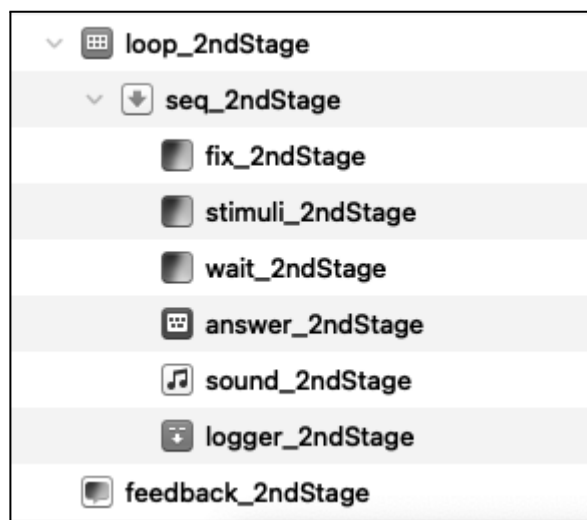 loop_2ndStage
seq_2ndStage
fix_2ndStage
stimuli_2ndStage
wait_2ndStage
answer_2ndStage
sound_2ndStage
logger_2ndStage
feedback_2ndStage